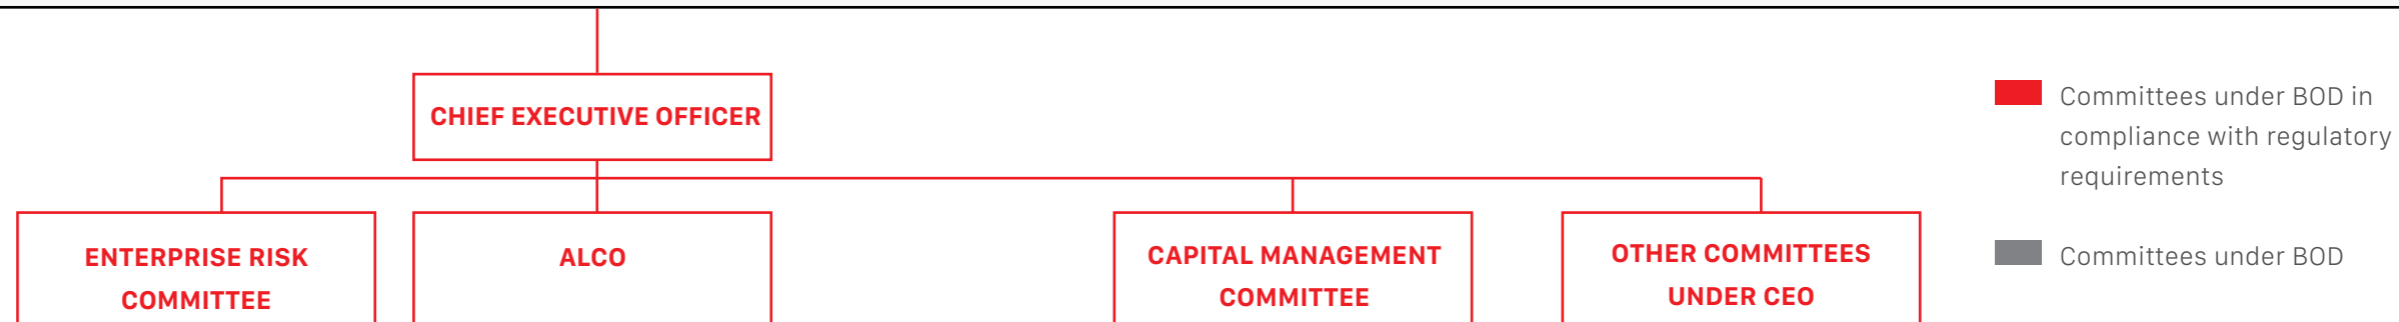 CHIEF EXECUTIVE OFFICER
ENTERPRISE RISK
COMMITTEE
ALCO
CAPITAL MANAGEMENT
COMMITTEE
OTHER COMMITTEES
UNDER CEO
Committees under BOD in
compliance with regulatory
requirements
Committees under BOD